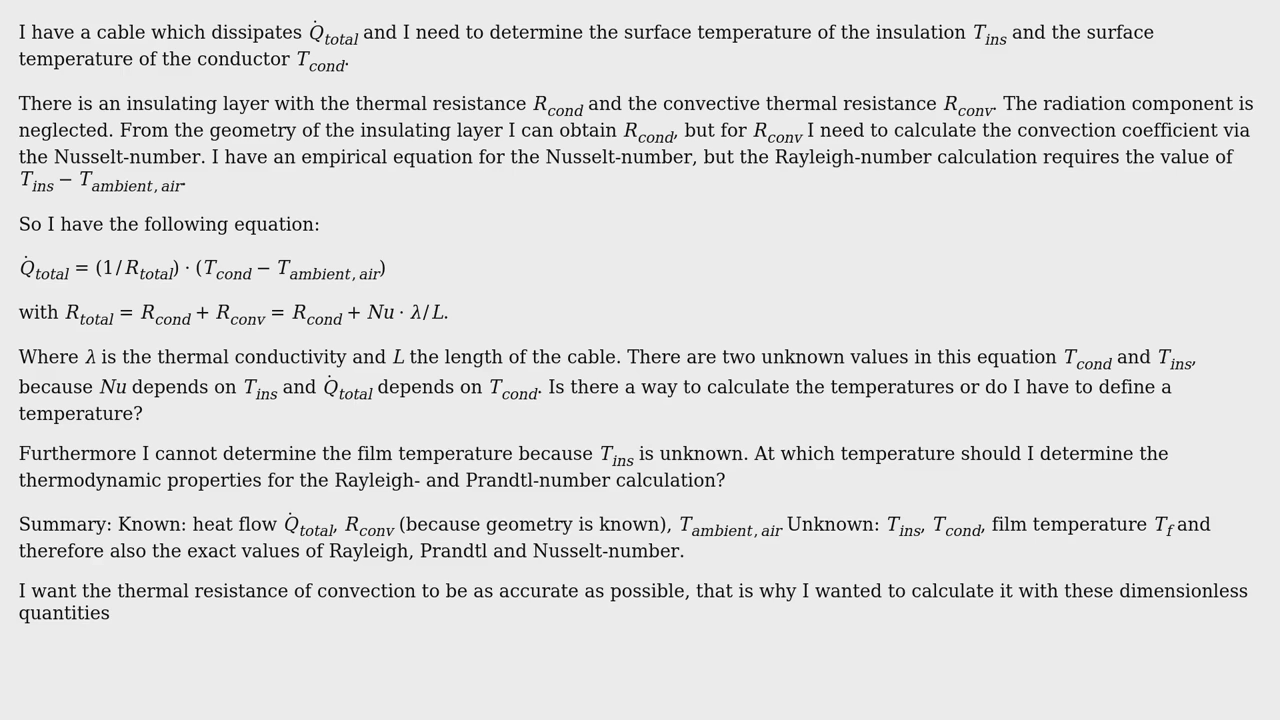 I have a cable which dissipates Q̇_total and I need to determine the surface temperature of the insulation T_ins and the surface
temperature of the conductor T_cond.
There is an insulating layer with the thermal resistance R_cond and the convective thermal resistance R_conv. The radiation component is
neglected. From the geometry of the insulating layer I can obtain R_cond, but for R_conv I need to calculate the convection coefficient via
the Nusselt-number. I have an empirical equation for the Nusselt-number, but the Rayleigh-number calculation requires the value of
T_ins − T_ambient,air.
So I have the following equation:
Q̇_total = (1/R_total) · (T_cond − T_ambient,air)
with R_total = R_cond + R_conv = R_cond + Nu · λ/L.
Where λ is the thermal conductivity and L the length of the cable. There are two unknown values in this equation T_cond and T_ins,
because Nu depends on T_ins and Q̇_total depends on T_cond. Is there a way to calculate the temperatures or do I have to define a
temperature?
Furthermore I cannot determine the film temperature because T_ins is unknown. At which temperature should I determine the
thermodynamic properties for the Rayleigh- and Prandtl-number calculation?
Summary: Known: heat flow Q̇_total, R_conv (because geometry is known), T_ambient,air Unknown: T_ins, T_cond, film temperature T_f and
therefore also the exact values of Rayleigh, Prandtl and Nusselt-number.
I want the thermal resistance of convection to be as accurate as possible, that is why I wanted to calculate it with these dimensionless
quantities